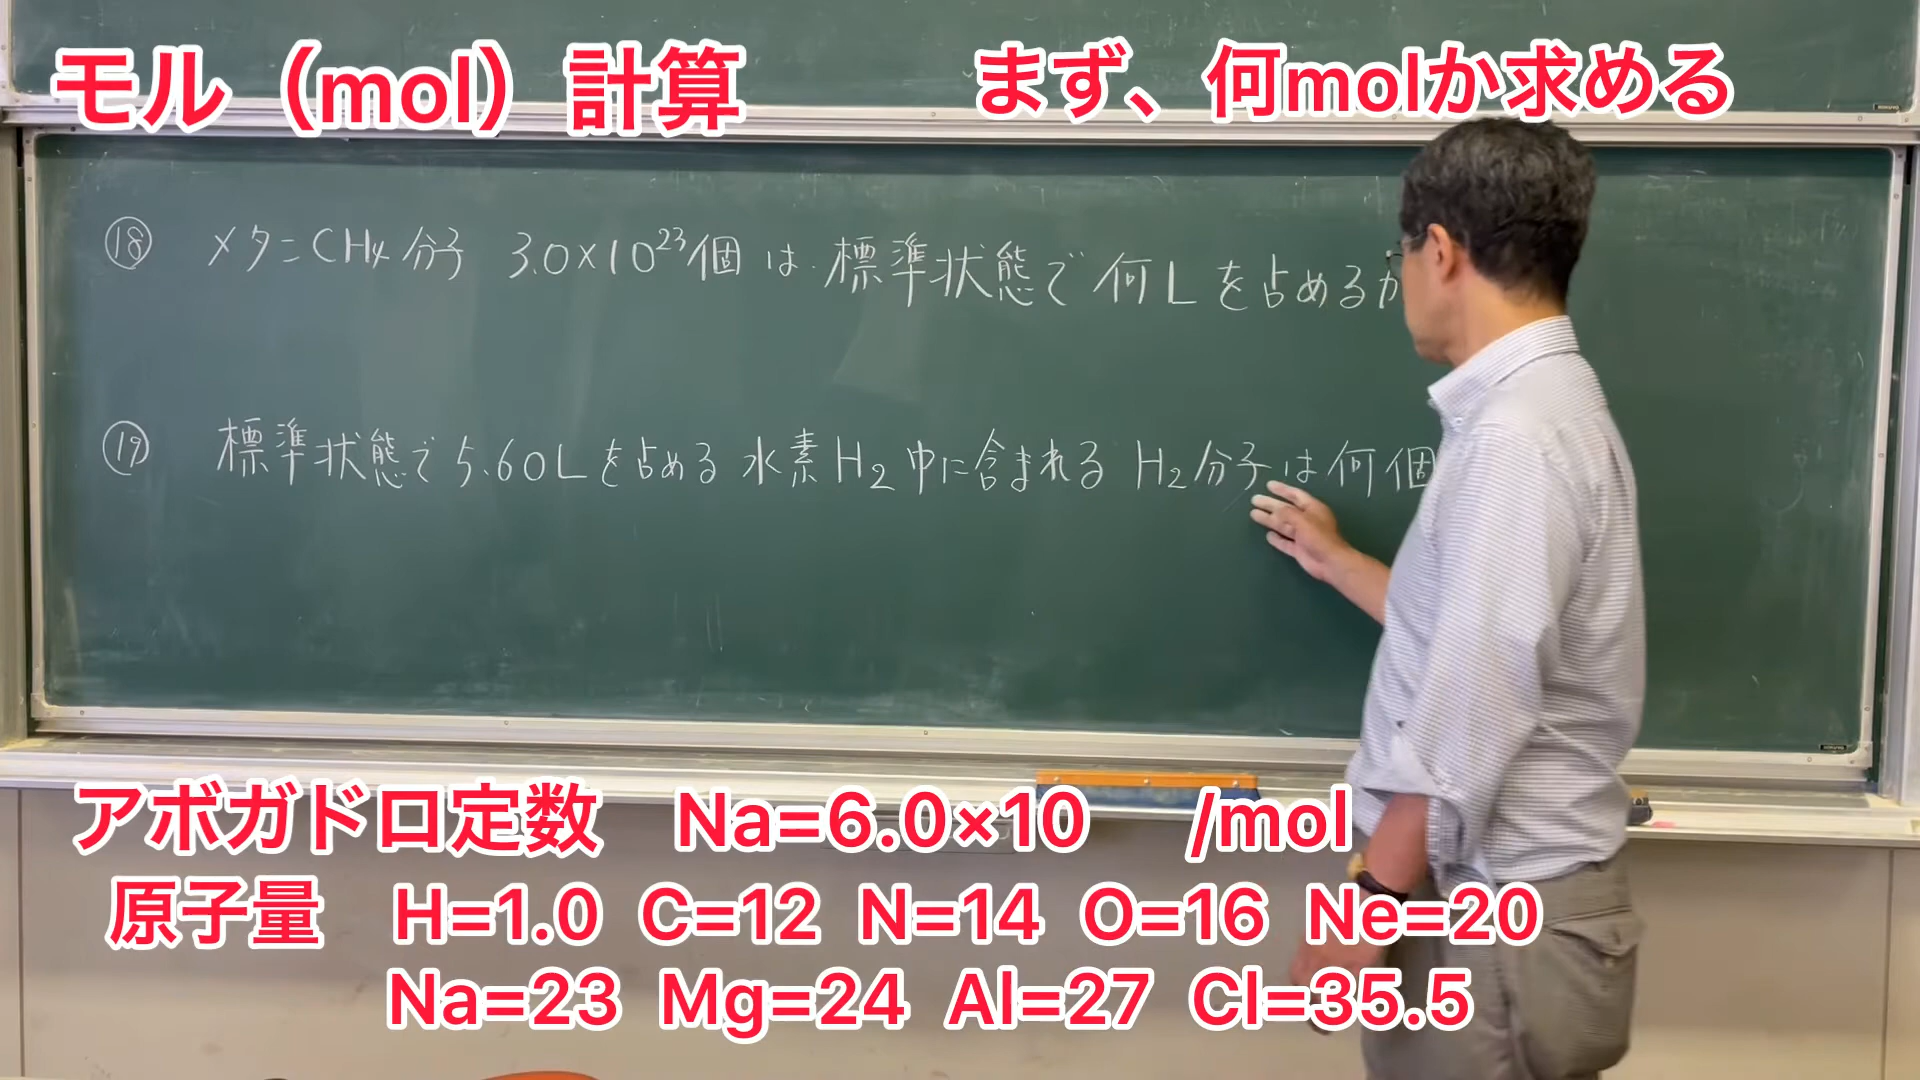 モル（mol）計算
まず、何molか求める
⑱ メタンCH4分子 3.0×10²³個は標準状態で何Lを占めるか
⑲ 標準状態で5.60Lを占める水素H2中に含まれるH2分子は何個
アボガドロ定数 Na=6.0×10 /mol
原子量 H=1.0 C=12 N=14 O=16 Ne=20
Na=23 Mg=24 Al=27 Cl=35.5